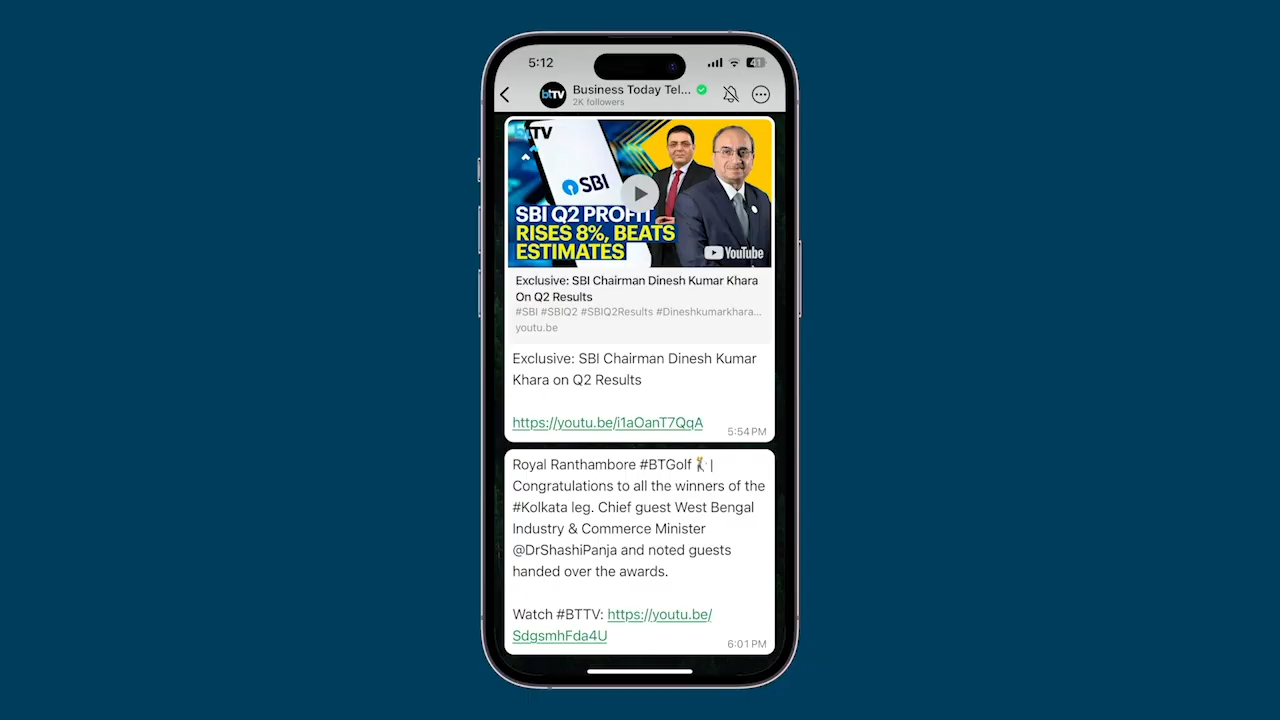 5:12
41
btTV
Business Today Tel...
2K followers
TV
SBI
SBI Q2 PROFIT
RISES 8%, BEATS
ESTIMATES
YouTube
Exclusive: SBI Chairman Dinesh Kumar Khara
On Q2 Results
#SBI #SBIQ2 #SBIQ2Results #Dineshkumarkhara...
youtu.be
Exclusive: SBI Chairman Dinesh Kumar
Khara on Q2 Results
https://youtu.be/i1aOanT7QqA
5:54 PM
Royal Ranthambore #BTGolf🏌|
Congratulations to all the winners of the
#Kolkata leg. Chief guest West Bengal
Industry & Commerce Minister
@DrShashiPanja and noted guests
handed over the awards.
Watch #BTTV: https://youtu.be/
SdgsmhFda4U
6:01 PM